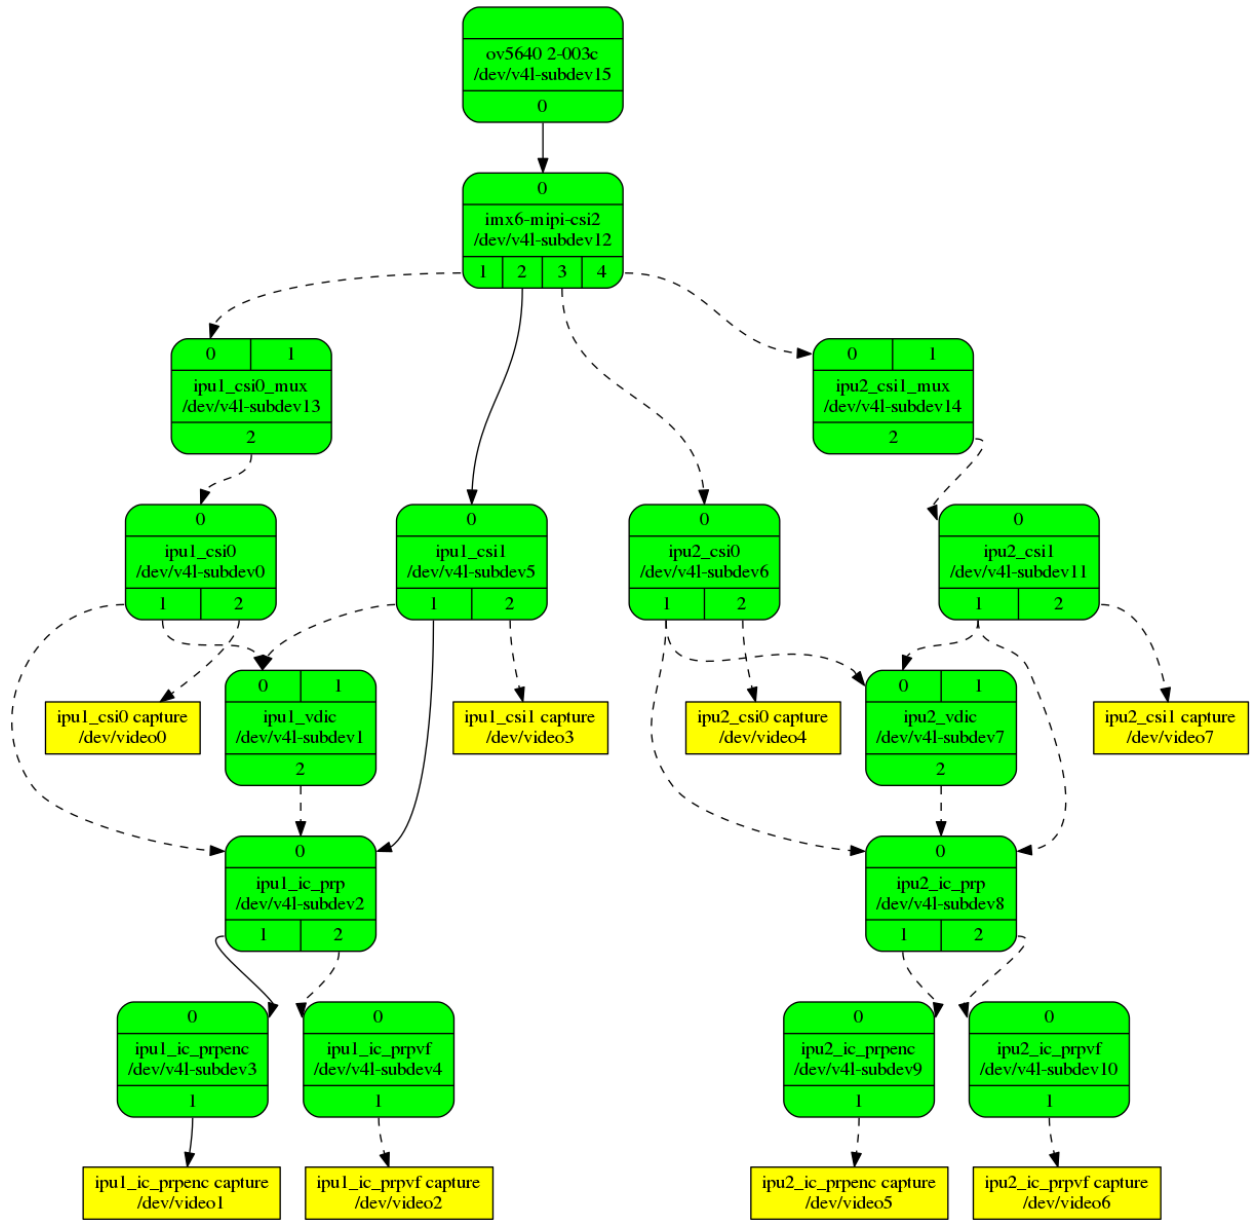 ov5640 2-003c
/dev/v4l-subdev15
0
0
imx6-mipi-csi2
/dev/v4l-subdev12
1 2 3 4
0 1
ipu1_csi0_mux
/dev/v4l-subdev13
2
0 1
ipu2_csi1_mux
/dev/v4l-subdev14
2
0
ipu1_csi0
/dev/v4l-subdev0
1 2
0
ipu1_csi1
/dev/v4l-subdev5
1 2
0
ipu2_csi0
/dev/v4l-subdev6
1 2
0
ipu2_csi1
/dev/v4l-subdev11
1 2
ipu1_csi0 capture
/dev/video0
0 1
ipu1_vdic
/dev/v4l-subdev1
2
ipu1_csi1 capture
/dev/video3
ipu2_csi0 capture
/dev/video4
0 1
ipu2_vdic
/dev/v4l-subdev7
2
ipu2_csi1 capture
/dev/video7
0
ipu1_ic_prp
/dev/v4l-subdev2
1 2
0
ipu2_ic_prp
/dev/v4l-subdev8
1 2
0
ipu1_ic_prpenc
/dev/v4l-subdev3
1
0
ipu1_ic_prpvf
/dev/v4l-subdev4
1
0
ipu2_ic_prpenc
/dev/v4l-subdev9
1
0
ipu2_ic_prpvf
/dev/v4l-subdev10
1
ipu1_ic_prpenc capture
/dev/video1
ipu1_ic_prpvf capture
/dev/video2
ipu2_ic_prpenc capture
/dev/video5
ipu2_ic_prpvf capture
/dev/video6